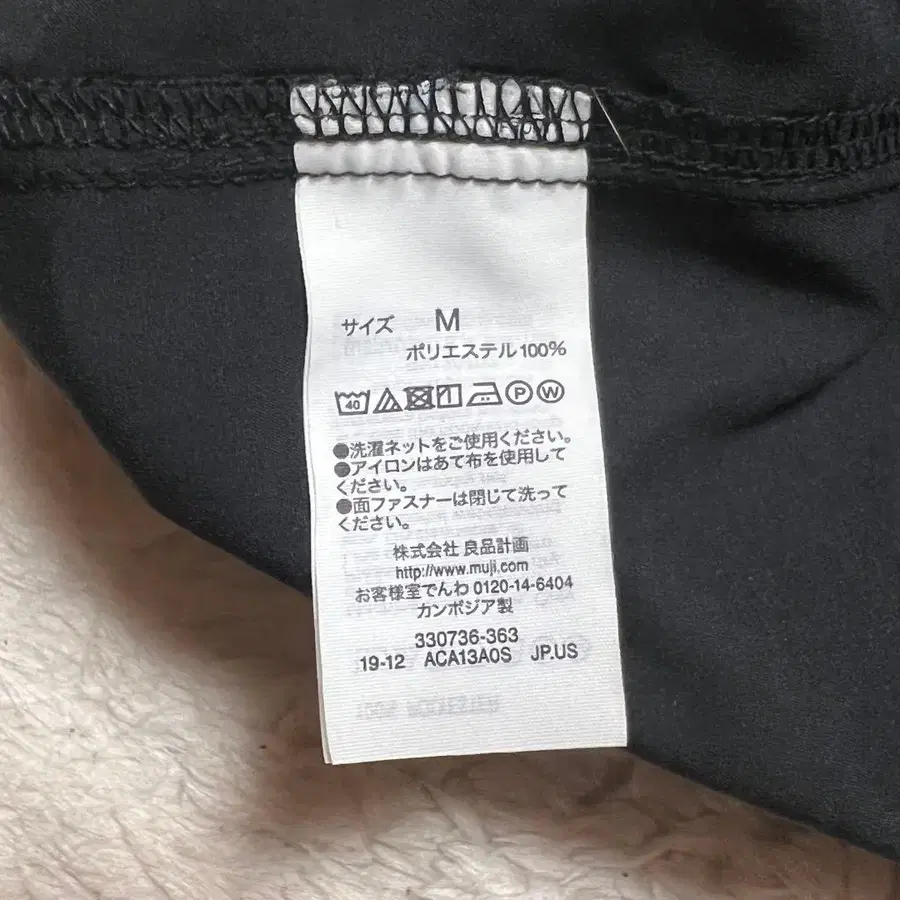 サイズ M
ポリエステル100%
40 P W
●洗濯ネットをご使用ください。
●アイロンはあて布を使用して
ください。
●面ファスナーは閉じて洗って
ください。
株式会社 良品計画
http://www.muji.com
お客様室でんわ 0120-14-6404
カンボジア製
330736-363
19-12 ACA13A0S JP.US